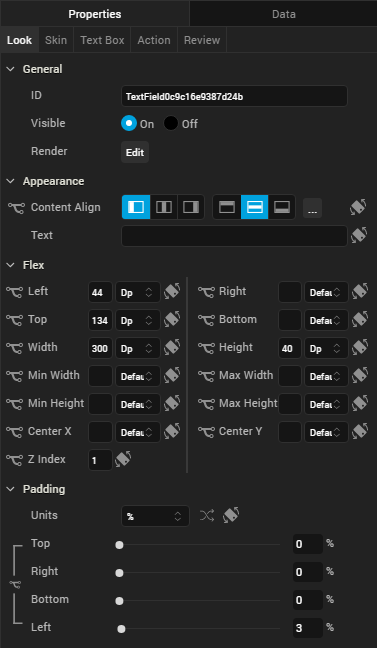 Properties Data
Look Skin Text Box Action Review
General
ID TextField0c9c16e9387d24b
Visible On Off
Render Edit
Appearance
Content Align ...
Text
Flex
Left 44 Dp Right Defau
Top 134 Dp Bottom Defau
Width 300 Dp Height 40 Dp
Min Width Defau Max Width Defau
Min Height Defau Max Height Defau
Center X Defau Center Y Defau
Z Index 1
Padding
Units %
Top 0 %
Right 0 %
Bottom 0 %
Left 3 %